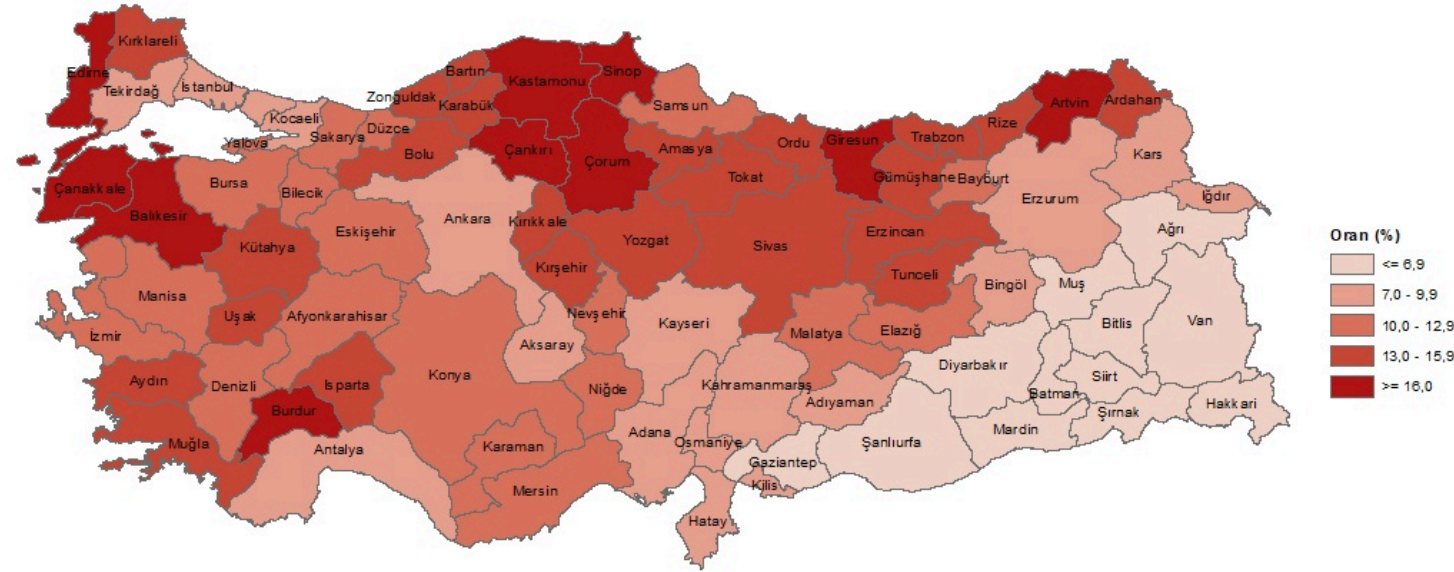 Kırklareli
Edirne
Tekirdağ
İstanbul
Kocaeli
Yalova
Sakarya
Düzce
Zonguldak
Bartın
Karabük
Kastamonu
Sinop
Samsun
Bolu
Çankırı
Çorum
Amasya
Ordu
Giresun
Trabzon
Rize
Artvin
Ardahan
Kars
Tokat
Gümüşhane
Bayburt
Erzurum
Iğdır
Ağrı
Çanakkale
Balıkesir
Bursa
Bilecik
Eskişehir
Ankara
Kırıkkale
Yozgat
Sivas
Erzincan
Kütahya
Kırşehir
Tunceli
Bingöl
Muş
Manisa
Uşak
Afyonkarahisar
Nevşehir
Kayseri
Malatya
Elazığ
Bitlis
Van
İzmir
Aksaray
Konya
Diyarbakır
Siirt
Batman
Aydın
Denizli
Isparta
Niğde
Kahramanmaraş
Adıyaman
Şırnak
Hakkari
Burdur
Muğla
Antalya
Karaman
Adana
Osmaniye
Şanlıurfa
Mardin
Gaziantep
Mersin
Kilis
Hatay
Oran (%)
<= 6,9
7,0 - 9,9
10,0 - 12,9
13,0 - 15,9
>= 16,0